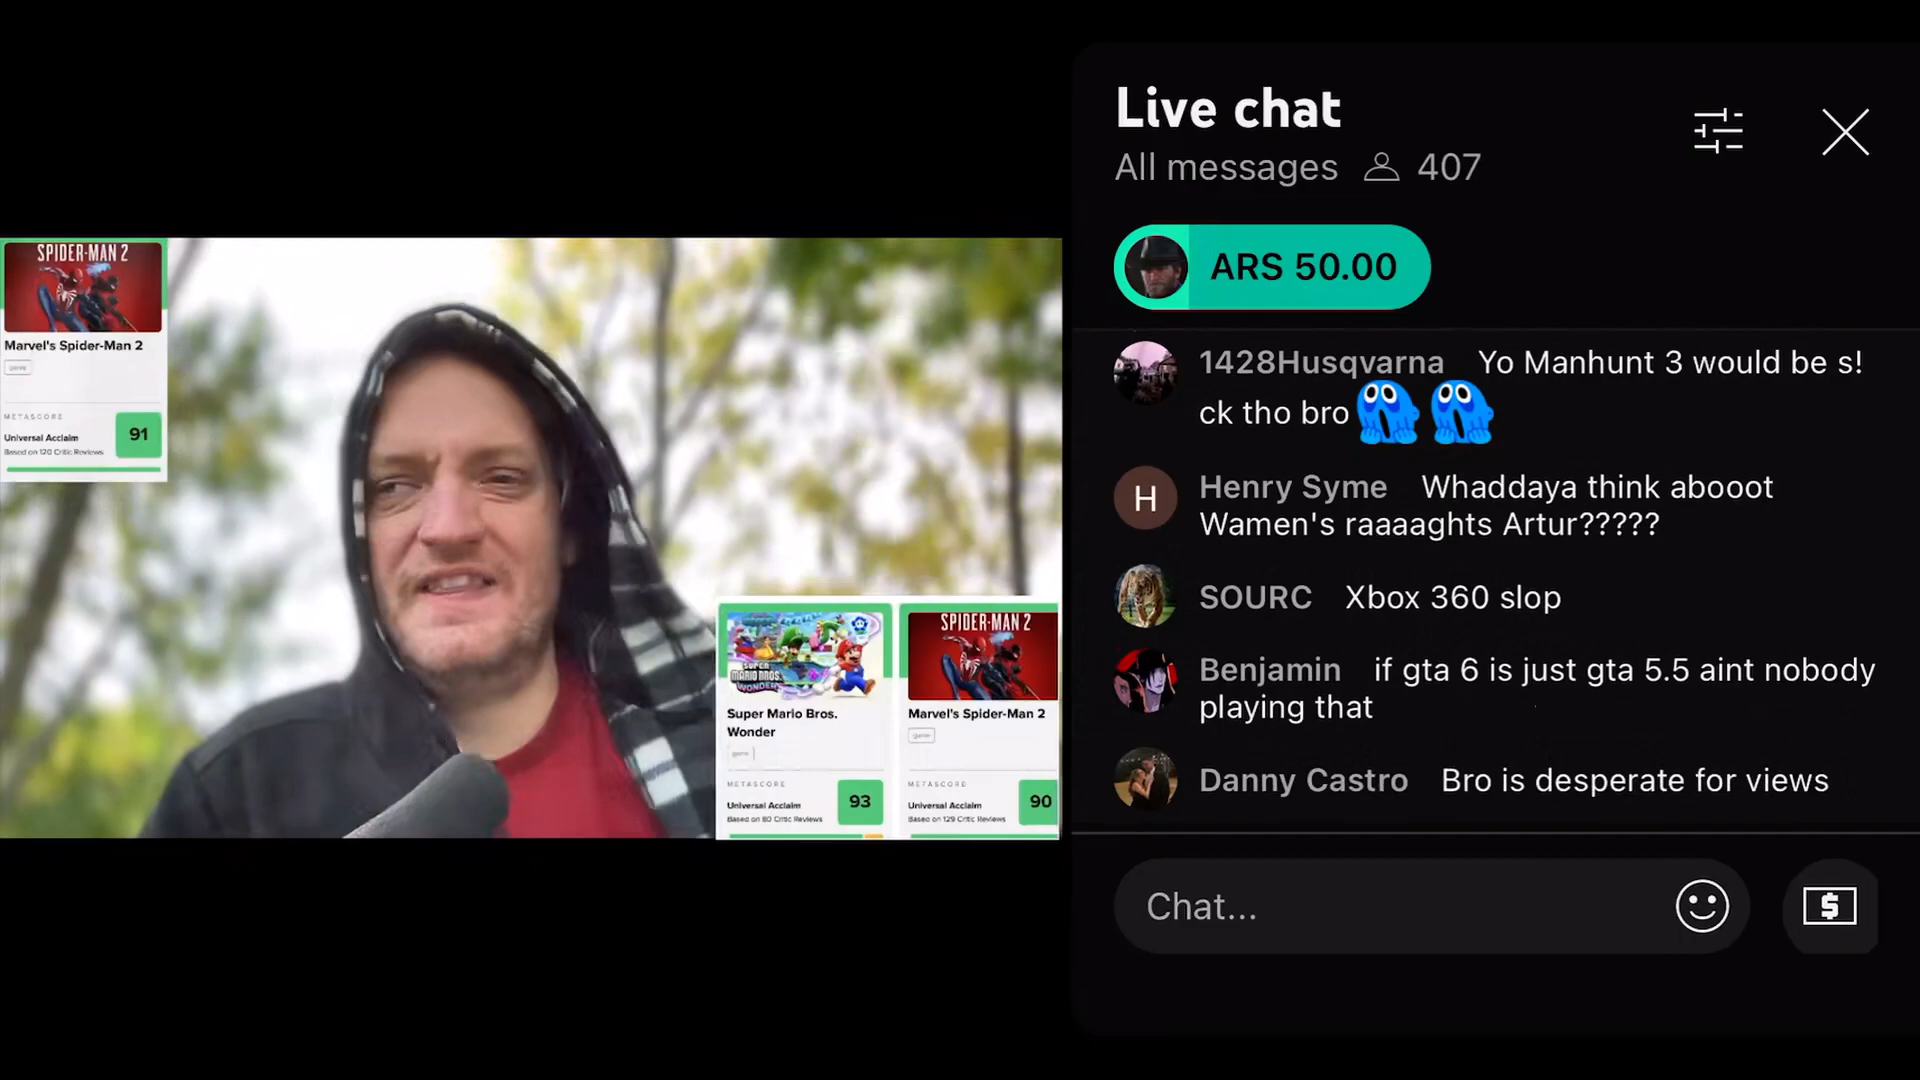 SPIDER-MAN 2
Marvel's Spider-Man 2
game
METASCORE
Universal Acclaim
91
Based on 120 Critic Reviews
SUPER
MARIO BROS.
WONDER
Super Mario Bros.
Wonder
game
METASCORE
Universal Acclaim
93
Based on 80 Critic Reviews
SPIDER-MAN 2
Marvel's Spider-Man 2
game
METASCORE
Universal Acclaim
90
Based on 129 Critic Reviews
Live chat
All messages 407
ARS 50.00
1428Husqvarna Yo Manhunt 3 would be s!
ck tho bro
H
Henry Syme Whaddaya think abooot
Wamen's raaaaghts Artur?????
SOURC Xbox 360 slop
Benjamin if gta 6 is just gta 5.5 aint nobody
playing that
Danny Castro Bro is desperate for views
Chat...
$